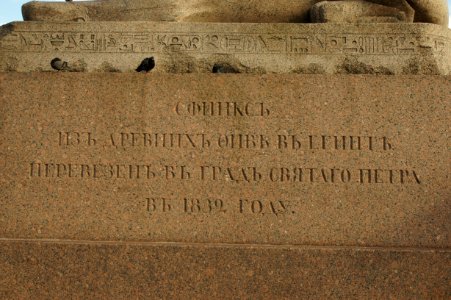 СФИНКСЪ
ИЗЪ ДРЕВНИХЪ ѲИВЪ ВЪ ЕГИПТѢ
ПЕРЕВЕЗЕНЪ ВЪ ГРАДЪ СВЯТАГО ПЕТРА
ВЪ 1832 ГОДУ.